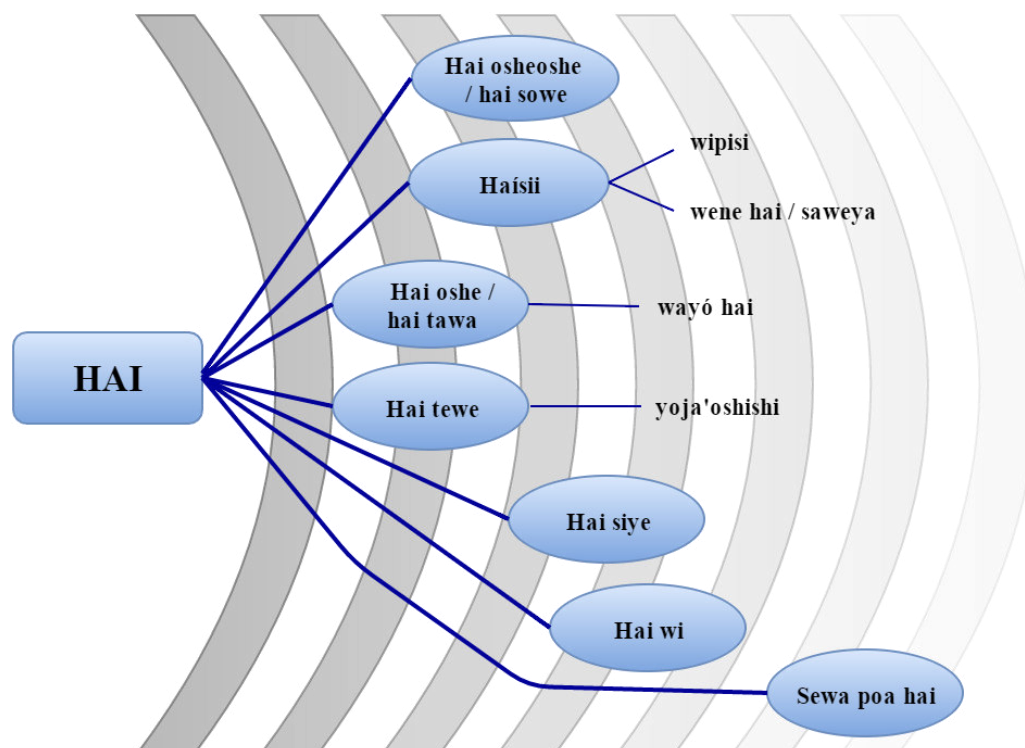 Hai osheoshe
/ hai sowe
Haísii
wipisi
wene hai / saweya
Hai oshe /
hai tawa
wayó hai
HAI
Hai tewe
yoja'oshishi
Hai siye
Hai wi
Sewa poa hai